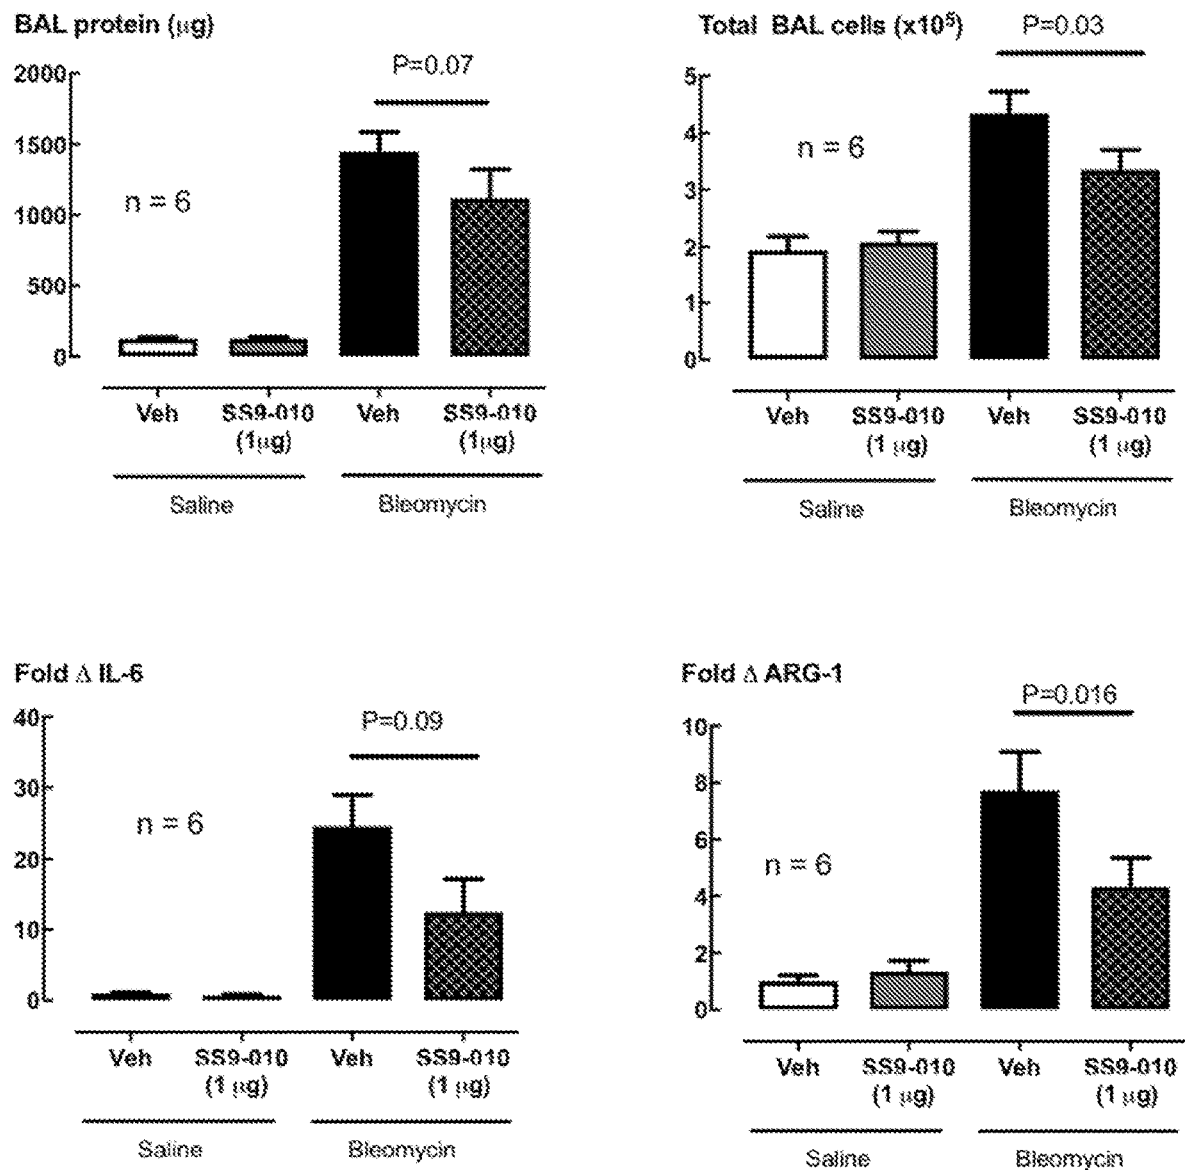 BAL protein (μg)
P=0.07
2000
1500
1000
500
0
n = 6
Veh
SS9-010
(1μg)
Veh
SS9-010
(1μg)
Saline
Bleomycin
Total BAL cells (x10⁵)
P=0.03
5
4
3
2
1
0
n = 6
Veh
SS9-010
(1 μg)
Veh
SS9-010
(1 μg)
Saline
Bleomycin
Fold Δ IL-6
P=0.09
40
30
20
10
0
n = 6
Veh
SS9-010
(1 μg)
Veh
SS9-010
(1 μg)
Saline
Bleomycin
Fold Δ ARG-1
P=0.016
10
8
6
4
2
0
n = 6
Veh
SS9-010
(1 μg)
Veh
SS9-010
(1 μg)
Saline
Bleomycin